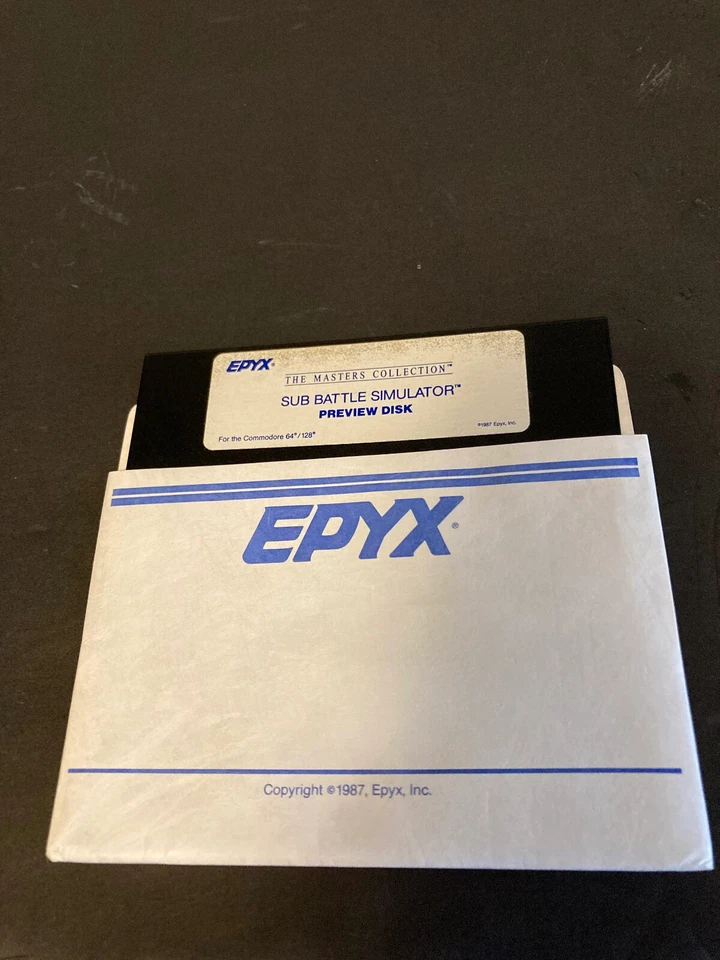 EPYX®
THE MASTERS COLLECTION™
SUB BATTLE SIMULATOR™
PREVIEW DISK
For the Commodore 64®/128®
©1987 Epyx, Inc.
EPYX®
Copyright ©1987, Epyx, Inc.